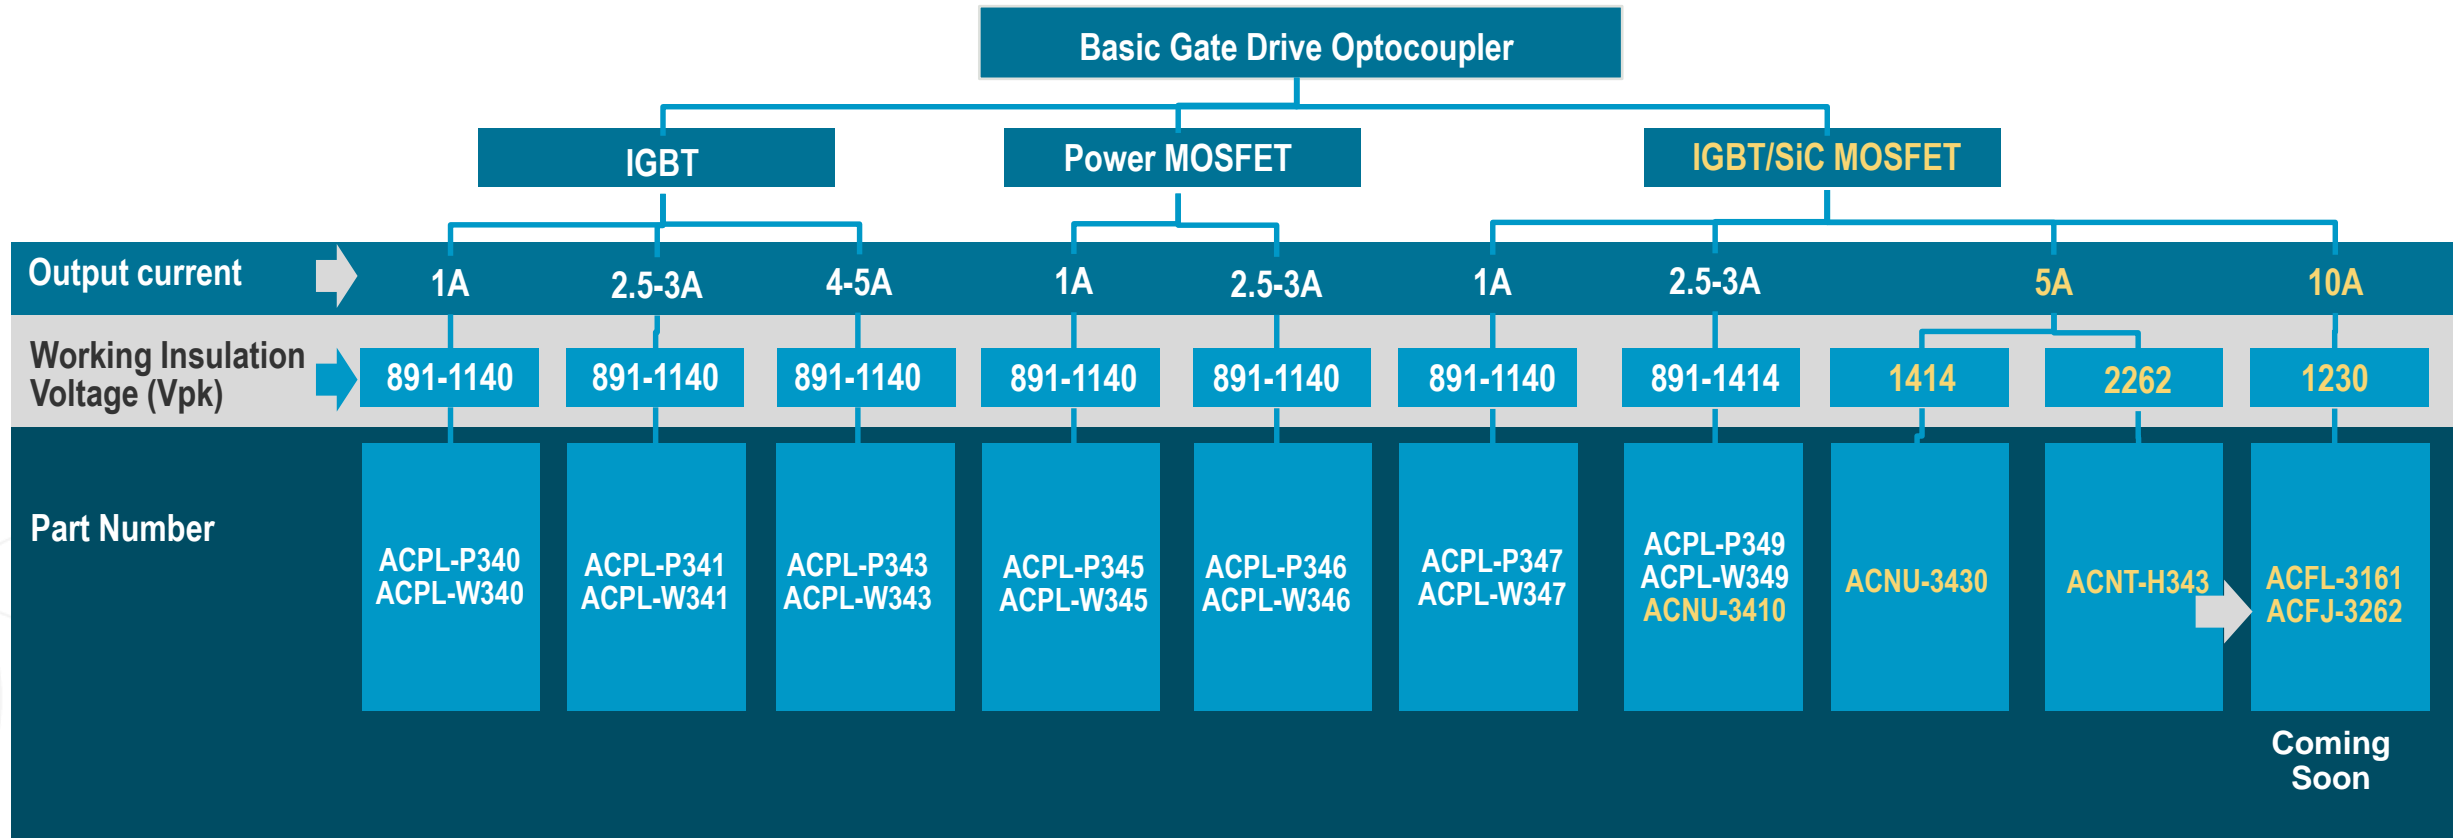 Basic Gate Drive Optocoupler
IGBT
Power MOSFET
IGBT/SiC MOSFET
Output current
1A
2.5-3A
4-5A
1A
2.5-3A
1A
2.5-3A
5A
10A
Working Insulation
Voltage (Vpk)
891-1140
891-1140
891-1140
891-1140
891-1140
891-1140
891-1414
1414
2262
1230
Part Number
ACPL-P340
ACPL-W340
ACPL-P341
ACPL-W341
ACPL-P343
ACPL-W343
ACPL-P345
ACPL-W345
ACPL-P346
ACPL-W346
ACPL-P347
ACPL-W347
ACPL-P349
ACPL-W349
ACNU-3410
ACNU-3430
ACNT-H343
ACFL-3161
ACFJ-3262
Coming
Soon